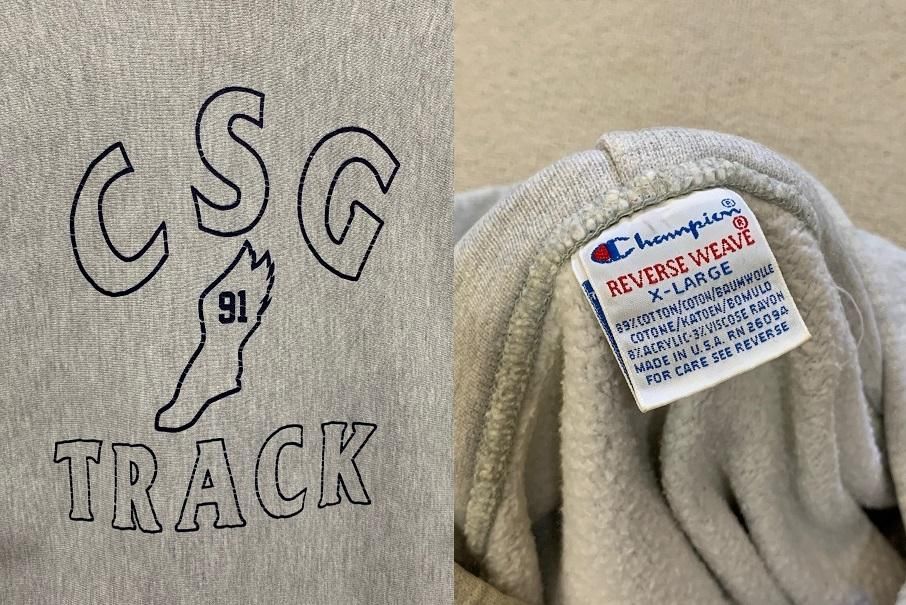 CSG
91
TRACK
Champion®
REVERSE WEAVE®
X-LARGE
89% COTTON/COTON/BAUMWOLLE
COTONE/KATOEN/BOMULD
8% ACRYLIC·3% VISCOSE RAYON
MADE IN U.S.A. RN 26094
FOR CARE SEE REVERSE